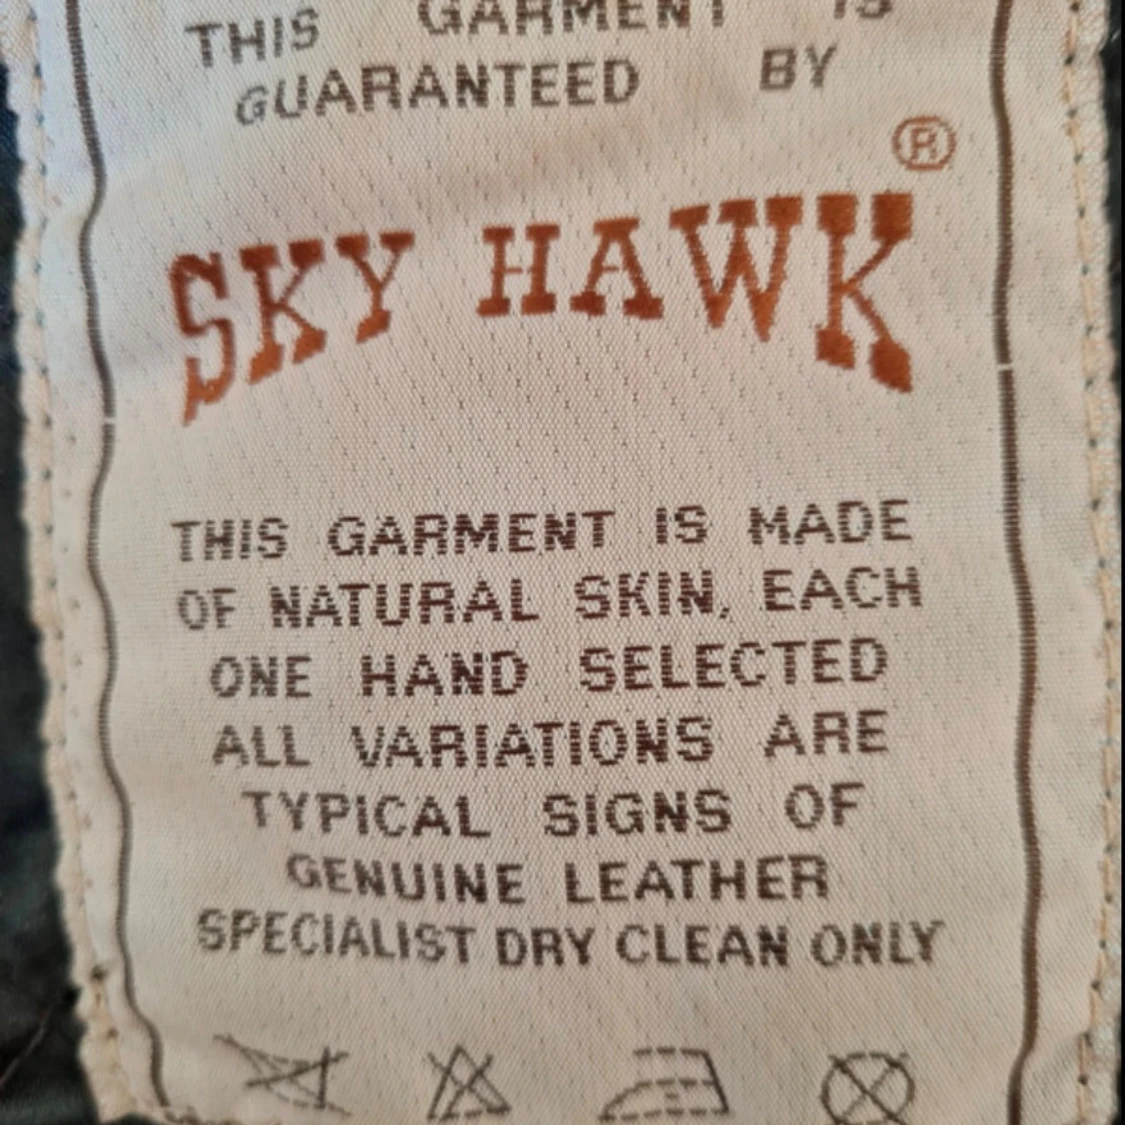 THIS GARMENT IS
GUARANTEED BY
®
SKY HAWK
THIS GARMENT IS MADE
OF NATURAL SKIN, EACH
ONE HAND SELECTED
ALL VARIATIONS ARE
TYPICAL SIGNS OF
GENUINE LEATHER
SPECIALIST DRY CLEAN ONLY